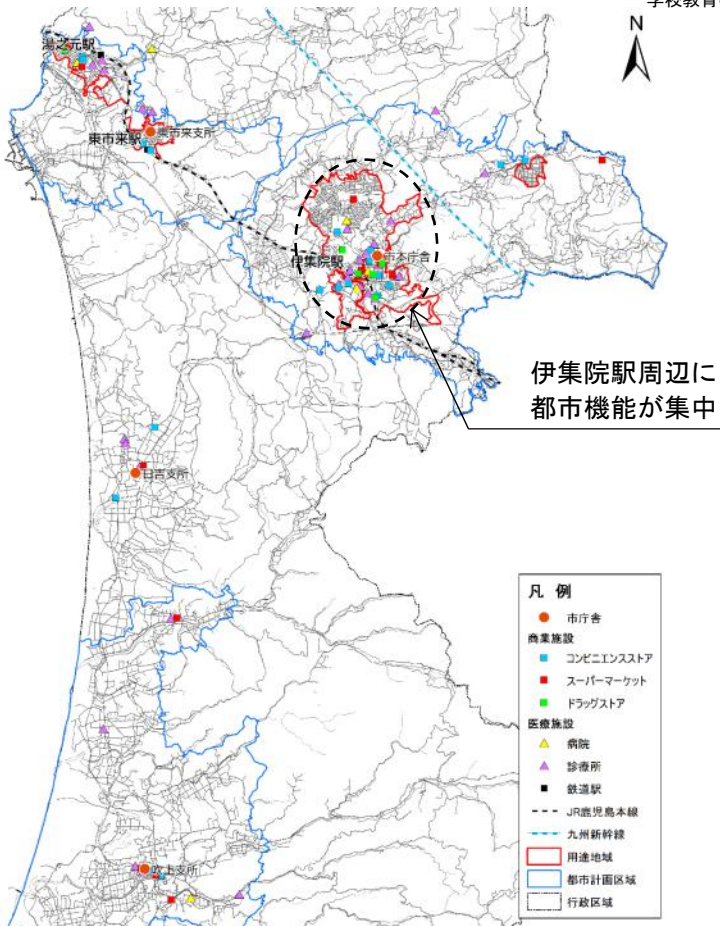 学校教育
N
湯之元駅
東市来支所
東市来駅
伊集院駅
市本庁舎
伊集院駅周辺に
都市機能が集中
日吉支所
吹上支所
凡 例
市庁舎
商業施設
コンビニエンスストア
スーパーマーケット
ドラッグストア
医療施設
病院
診療所
鉄道駅
JR鹿児島本線
九州新幹線
用途地域
都市計画区域
行政区域